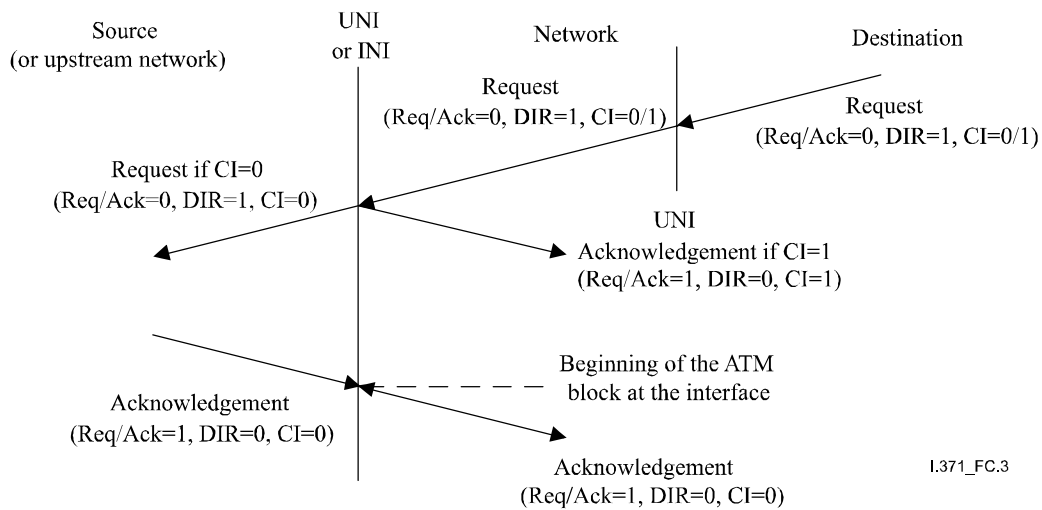 Source
(or upstream network)
UNI
or INI
Network
Destination
Request
(Req/Ack=0, DIR=1, CI=0/1)
Request
(Req/Ack=0, DIR=1, CI=0/1)
Request if CI=0
(Req/Ack=0, DIR=1, CI=0)
UNI
Acknowledgement if CI=1
(Req/Ack=1, DIR=0, CI=1)
Beginning of the ATM
block at the interface
Acknowledgement
(Req/Ack=1, DIR=0, CI=0)
Acknowledgement
(Req/Ack=1, DIR=0, CI=0)
I.371_FC.3